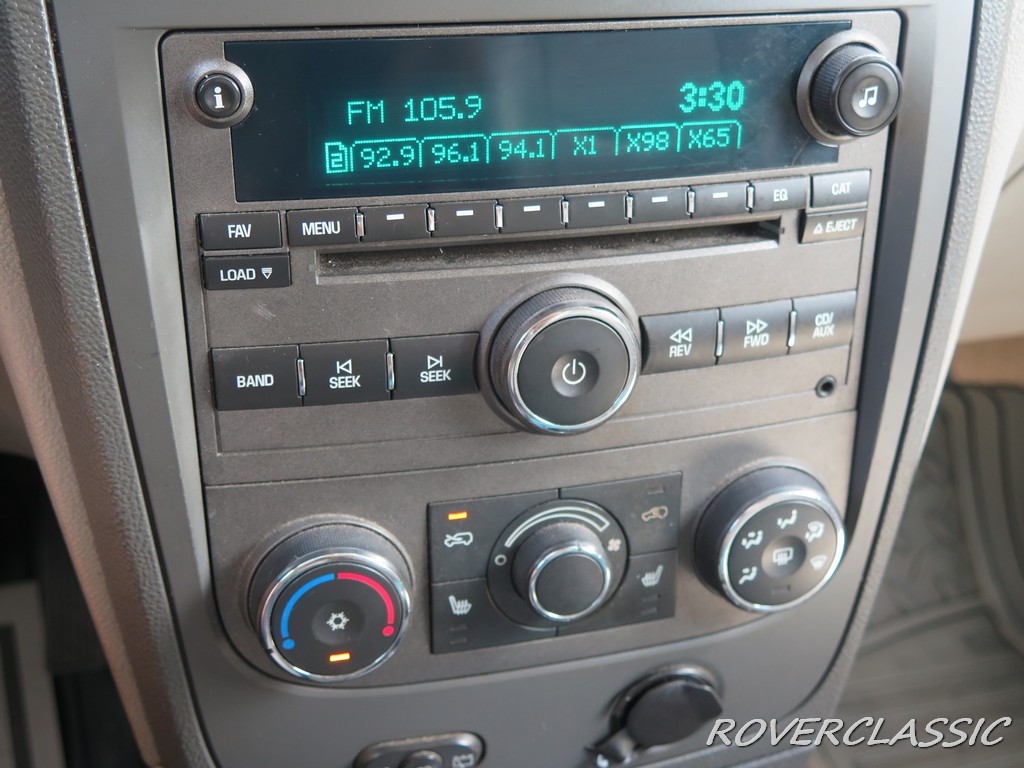 FM 105.9 3:30
2 92.9 96.1 94.1 X1 X98 X65
i
FAV MENU EQ CAT
LOAD EJECT
BAND SEEK SEEK REV FWD CD/
AUX
ROVERCLASSIC